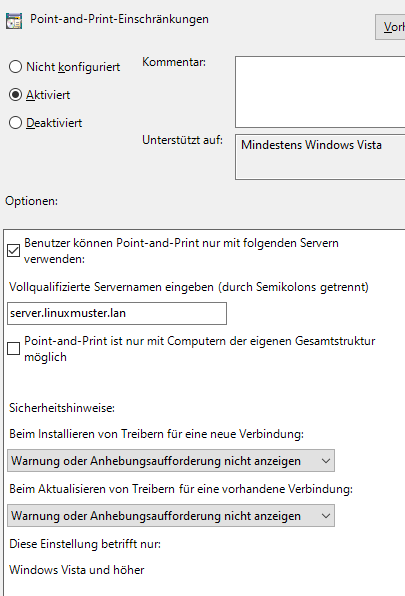 Point-and-Print-Einschränkungen
Nicht konfiguriert
Kommentar:
Aktiviert
Deaktiviert
Unterstützt auf:
Mindestens Windows Vista
Optionen:
Benutzer können Point-and-Print nur mit folgenden Servern
verwenden:
Vollqualifizierte Servernamen eingeben (durch Semikolons getrennt)
server.linuxmuster.lan
Point-and-Print ist nur mit Computern der eigenen Gesamtstruktur
möglich
Sicherheitshinweise:
Beim Installieren von Treibern für eine neue Verbindung:
Warnung oder Anhebungsaufforderung nicht anzeigen
Beim Aktualisieren von Treibern für eine vorhandene Verbindung:
Warnung oder Anhebungsaufforderung nicht anzeigen
Diese Einstellung betrifft nur:
Windows Vista und höher